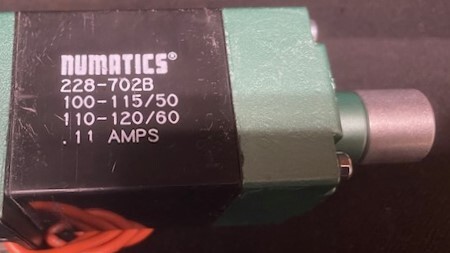 NUMATICS®
228-702B
100-115/50
110-120/60
.11 AMPS